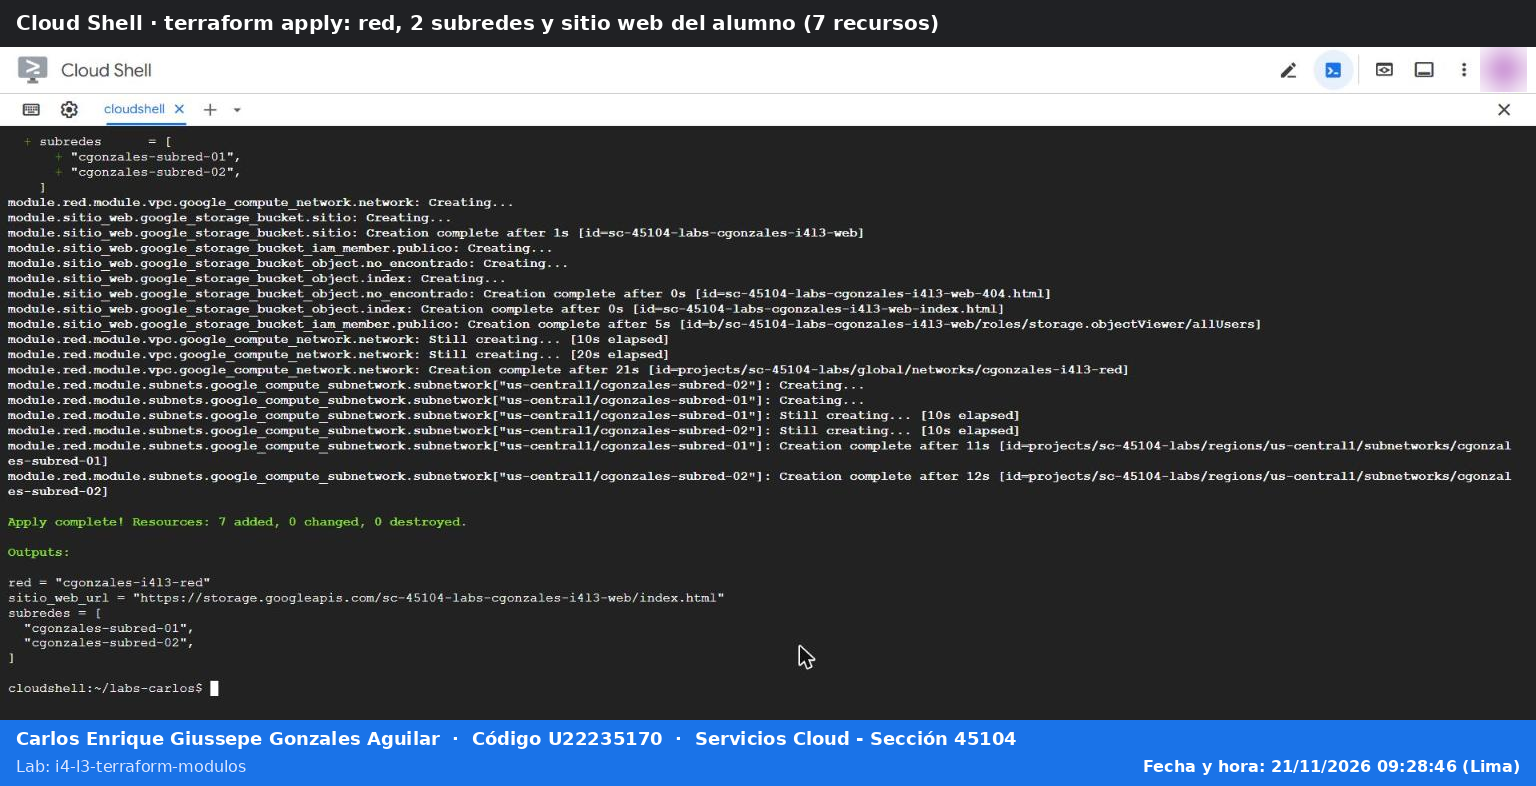 Cloud Shell · terraform apply: red, 2 subredes y sitio web del alumno (7 recursos)
Cloud Shell
cloudshell
+ subredes      = [
+ "cgonzales-subred-01",
+ "cgonzales-subred-02",
]
module.red.module.vpc.google_compute_network.network: Creating...
module.sitio_web.google_storage_bucket.sitio: Creating...
module.sitio_web.google_storage_bucket.sitio: Creation complete after 1s [id=sc-45104-labs-cgonzales-i4l3-web]
module.sitio_web.google_storage_bucket_iam_member.publico: Creating...
module.sitio_web.google_storage_bucket_object.no_encontrado: Creating...
module.sitio_web.google_storage_bucket_object.index: Creating...
module.sitio_web.google_storage_bucket_object.no_encontrado: Creation complete after 0s [id=sc-45104-labs-cgonzales-i4l3-web-404.html]
module.sitio_web.google_storage_bucket_object.index: Creation complete after 0s [id=sc-45104-labs-cgonzales-i4l3-web-index.html]
module.sitio_web.google_storage_bucket_iam_member.publico: Creation complete after 5s [id=b/sc-45104-labs-cgonzales-i4l3-web/roles/storage.objectViewer/allUsers]
module.red.module.vpc.google_compute_network.network: Still creating... [10s elapsed]
module.red.module.vpc.google_compute_network.network: Still creating... [20s elapsed]
module.red.module.vpc.google_compute_network.network: Creation complete after 21s [id=projects/sc-45104-labs/global/networks/cgonzales-i4l3-red]
module.red.module.subnets.google_compute_subnetwork.subnetwork["us-central1/cgonzales-subred-02"]: Creating...
module.red.module.subnets.google_compute_subnetwork.subnetwork["us-central1/cgonzales-subred-01"]: Creating...
module.red.module.subnets.google_compute_subnetwork.subnetwork["us-central1/cgonzales-subred-01"]: Still creating... [10s elapsed]
module.red.module.subnets.google_compute_subnetwork.subnetwork["us-central1/cgonzales-subred-02"]: Still creating... [10s elapsed]
module.red.module.subnets.google_compute_subnetwork.subnetwork["us-central1/cgonzales-subred-01"]: Creation complete after 11s [id=projects/sc-45104-labs/regions/us-central1/subnetworks/cgonzal
es-subred-01]
module.red.module.subnets.google_compute_subnetwork.subnetwork["us-central1/cgonzales-subred-02"]: Creation complete after 12s [id=projects/sc-45104-labs/regions/us-central1/subnetworks/cgonzal
es-subred-02]
Apply complete! Resources: 7 added, 0 changed, 0 destroyed.
Outputs:
red = "cgonzales-i4l3-red"
sitio_web_url = "https://storage.googleapis.com/sc-45104-labs-cgonzales-i4l3-web/index.html"
subredes = [
"cgonzales-subred-01",
"cgonzales-subred-02",
]
cloudshell:~/labs-carlos$
Carlos Enrique Giussepe Gonzales Aguilar · Código U22235170 · Servicios Cloud - Sección 45104
Lab: i4-l3-terraform-modulos
Fecha y hora: 21/11/2026 09:28:46 (Lima)